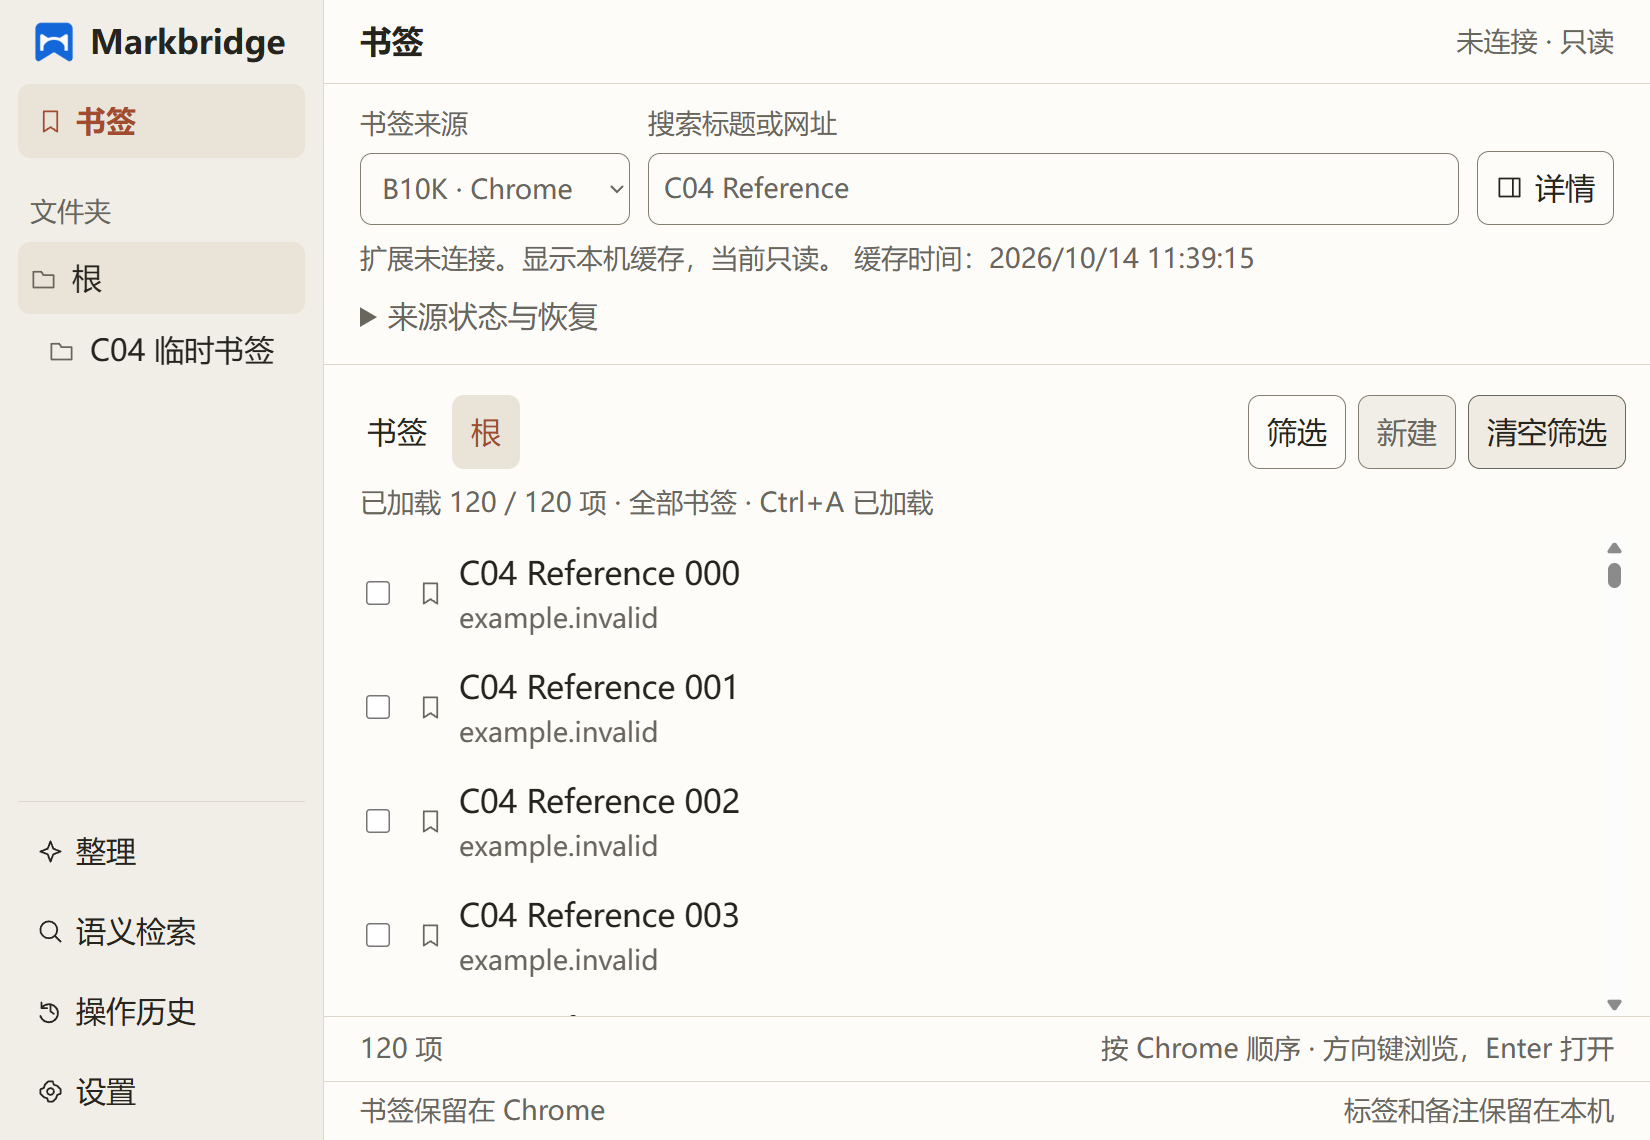 Markbridge
书签
文件夹
根
C04 临时书签
整理
语义检索
操作历史
设置
书签
未连接 · 只读
书签来源
搜索标题或网址
B10K · Chrome
C04 Reference
详情
扩展未连接。显示本机缓存，当前只读。 缓存时间：2026/10/14 11:39:15
▶ 来源状态与恢复
书签 根
筛选
新建
清空筛选
已加载 120 / 120 项 · 全部书签 · Ctrl+A 已加载
C04 Reference 000
example.invalid
C04 Reference 001
example.invalid
C04 Reference 002
example.invalid
C04 Reference 003
example.invalid
120 项
按 Chrome 顺序 · 方向键浏览，Enter 打开
书签保留在 Chrome
标签和备注保留在本机